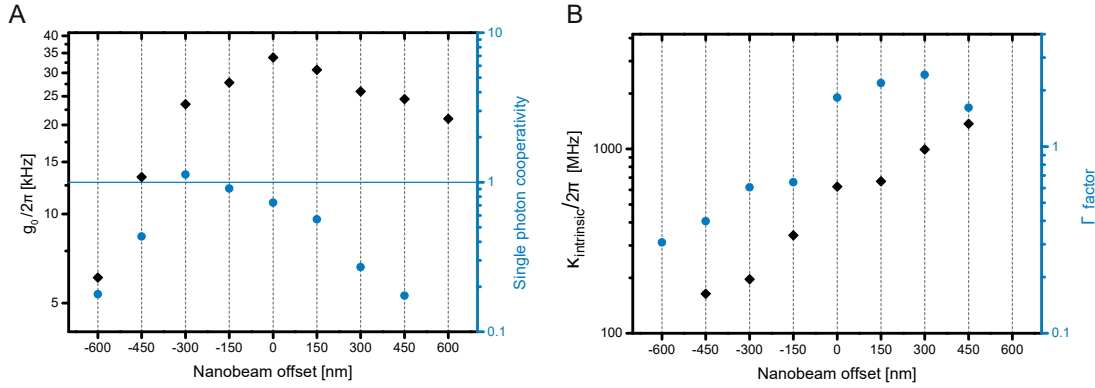 A
40
35
30
25
20
15
10
5
g₀/2π [kHz]
10
1
0.1
Single photon cooperativity
-600 -450 -300 -150 0 150 300 450 600
Nanobeam offset [nm]
B
1000
100
κintrinsic/2π [MHz]
1
0.1
Γ factor
-600 -450 -300 -150 0 150 300 450 600
Nanobeam offset [nm]